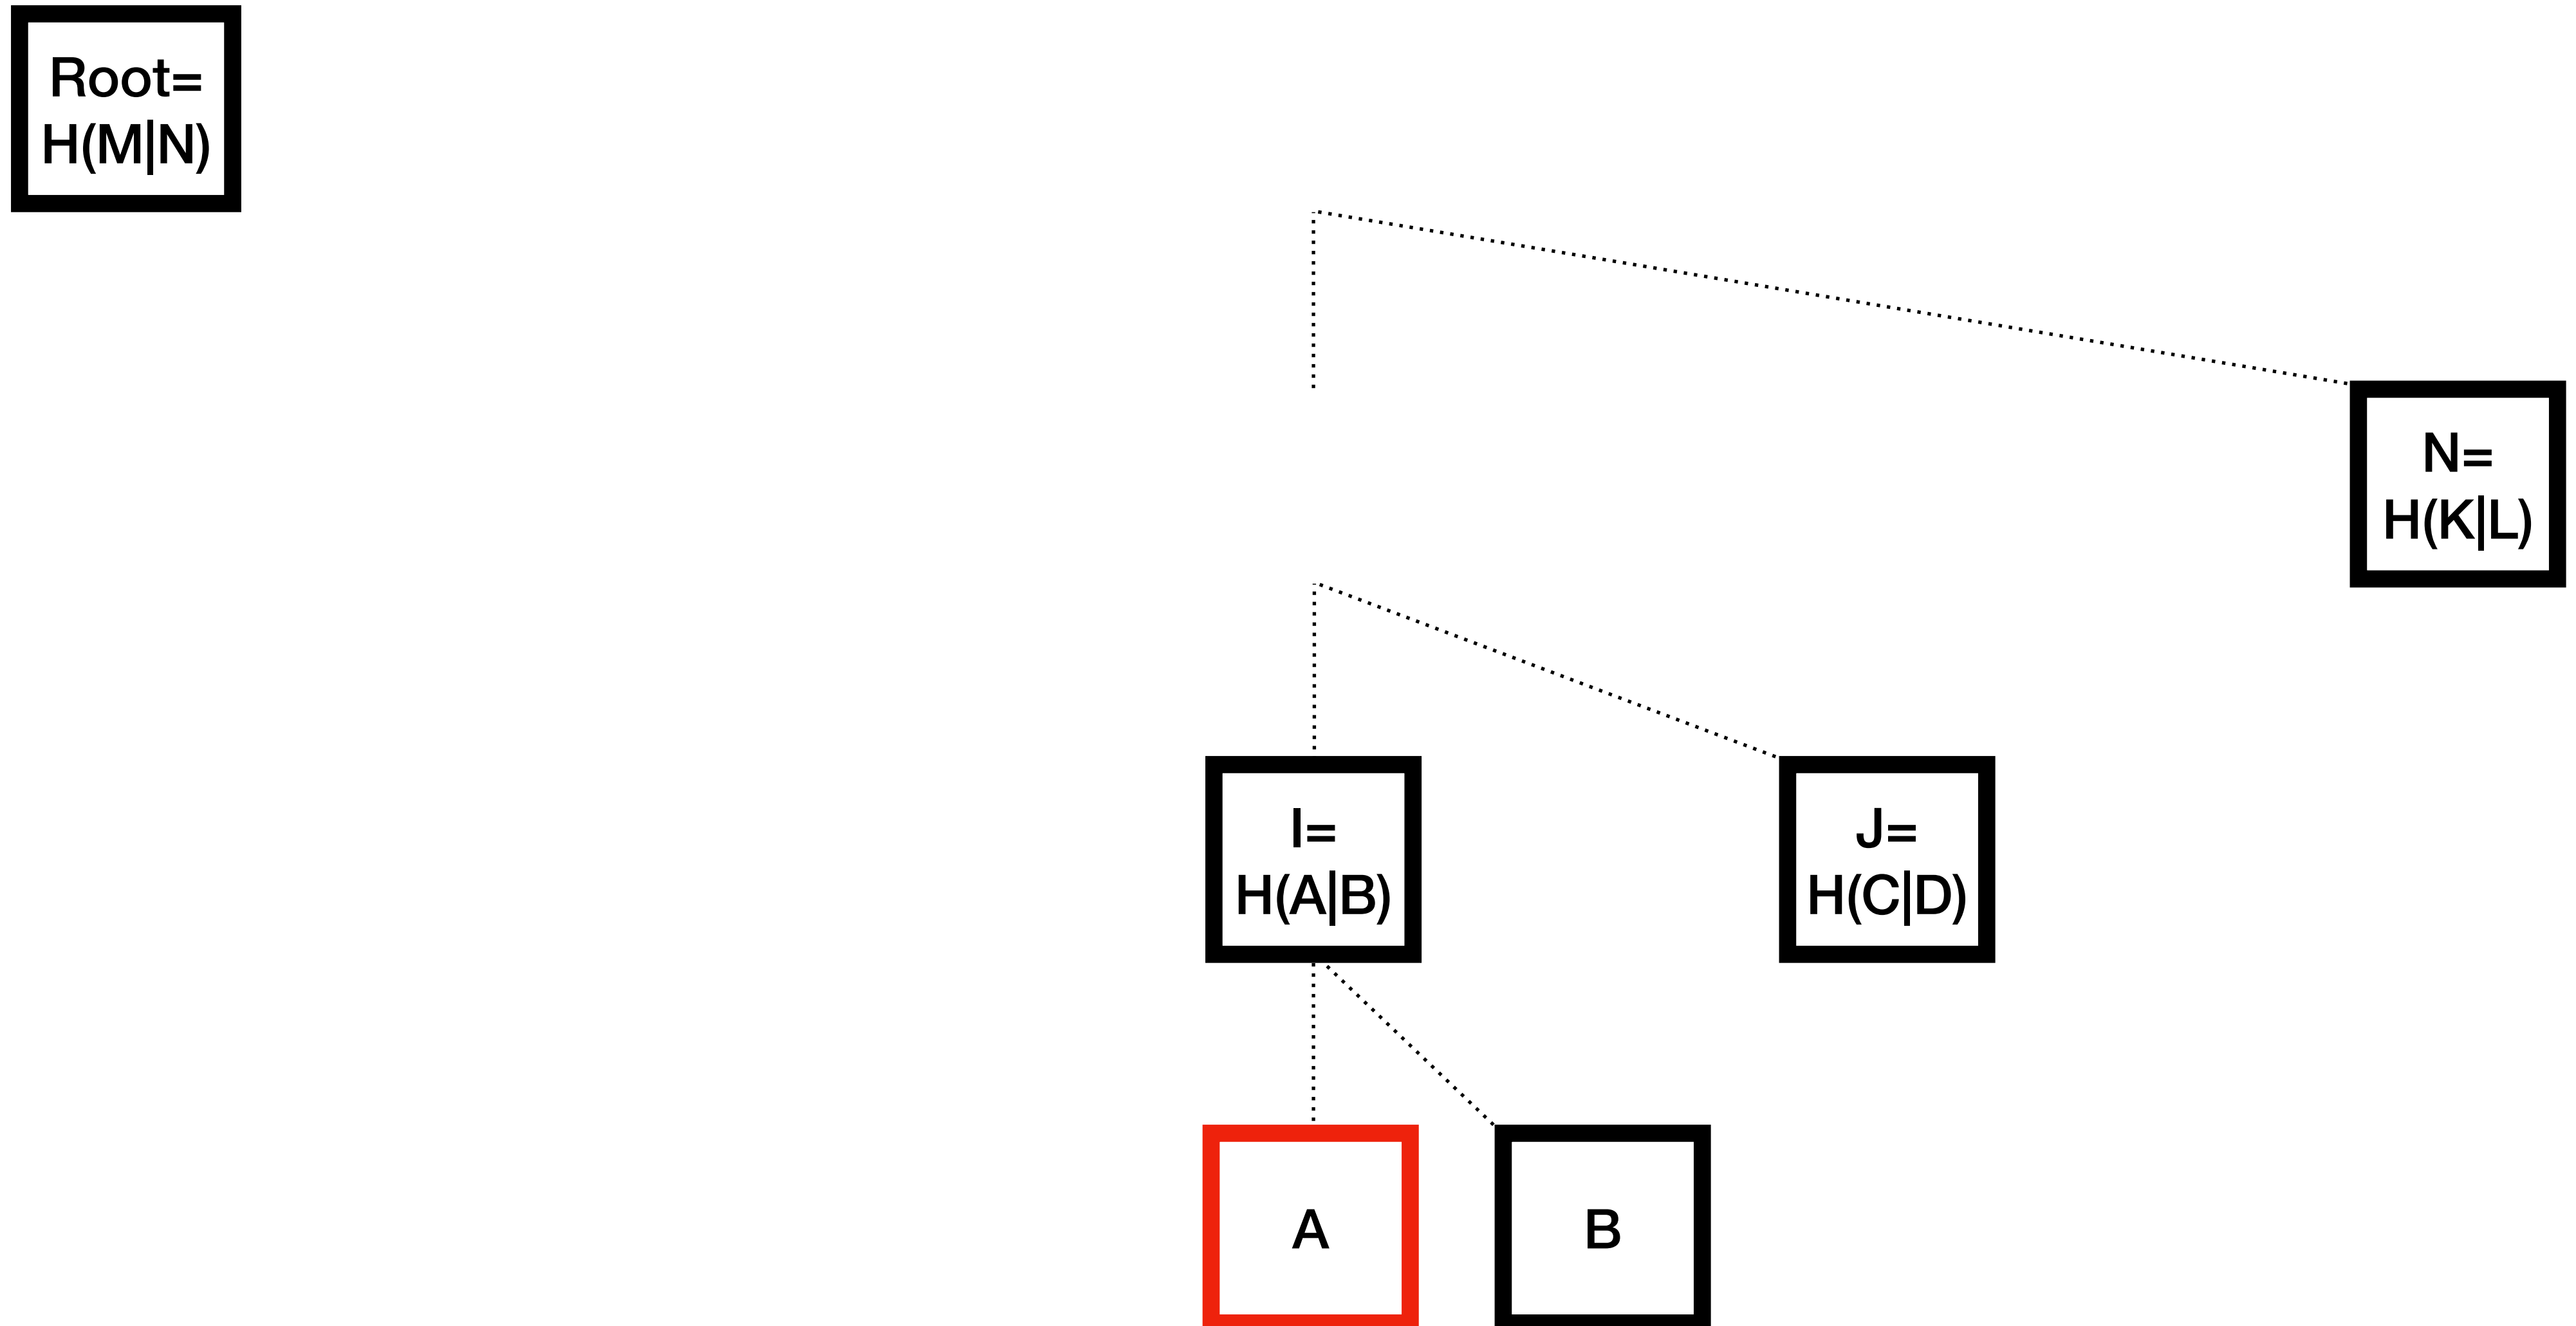 Root=
H(M|N)
N=
H(K|L)
I=
H(A|B)
J=
H(C|D)
A
B